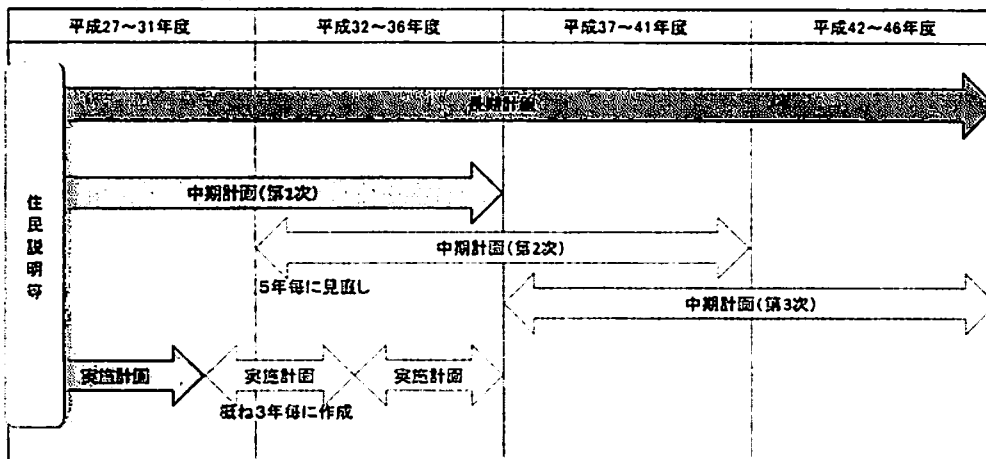 平成27~31年度
平成32~36年度
平成37~41年度
平成42~46年度
長期計画
中期計画(第1次)
住民説明等
中期計画(第2次)
5年毎に見直し
中期計画(第3次)
実施計画
実施計画
実施計画
概ね3年毎に作成